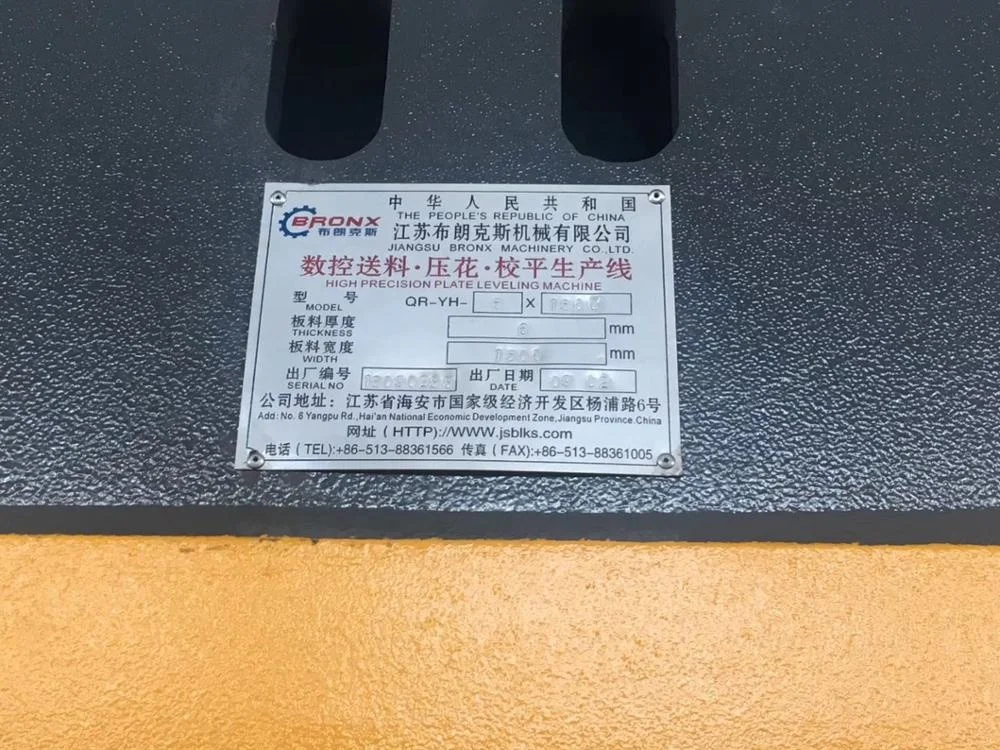 中华人民共和国
THE PEOPLE'S REPUBLIC OF CHINA
BRONX
布朗克斯
江苏布朗克斯机械有限公司
JIANGSU BRONX MACHINERY CO.,LTD.
数控送料·压花·校平生产线
HIGH PRECISION PLATE LEVELING MACHINE
型 号 QR-YH- X
MODEL
板料厚度 6 mm
THICKNESS
板料宽度 mm
WIDTH
出厂编号 出厂日期
SERIAL NO DATE
公司地址: 江苏省海安市国家级经济开发区杨浦路6号
Add: No. 6 Yangpu Rd.,Hai'an National Economic Development Zone,Jiangsu Province.China
网址 (HTTP)://WWW.jsblks.com
电话 (TEL):+86-513-88361566 传真 (FAX):+86-513-88361005